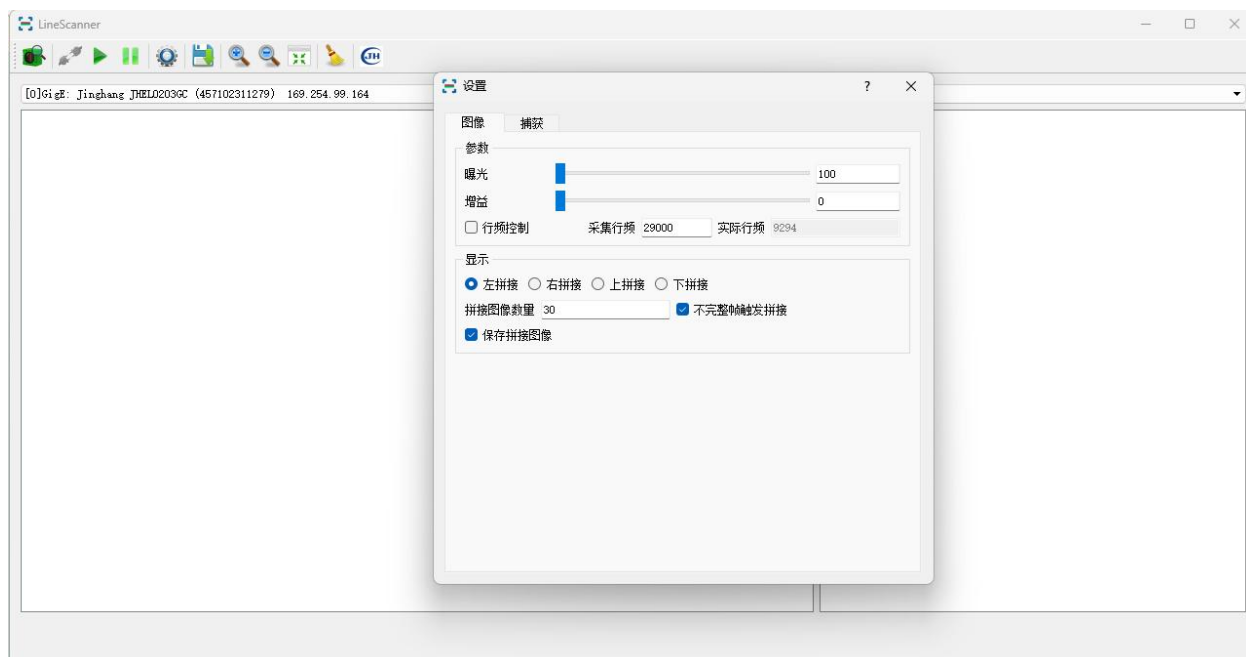 LineScanner
JH
[0]GigE: Jinghang JHEL0203GC (457102311279) 169.254.99.164
设置 ?
图像 捕获
参数
曝光 100
增益 0
行频控制 采集行频 29000 实际行频 9294
显示
左拼接 右拼接 上拼接 下拼接
拼接图像数量 30 不完整帧触发拼接
保存拼接图像